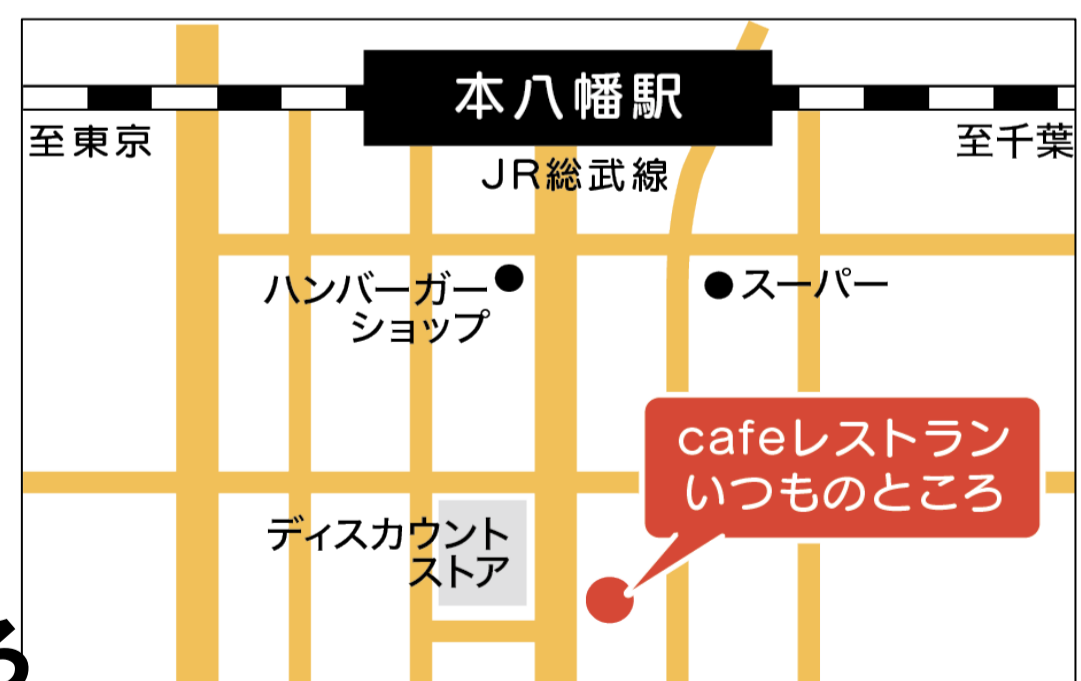 本八幡駅
至東京
至千葉
JR総武線
ハンバーガー
ショップ
スーパー
cafeレストラン
いつものところ
ディスカウント
ストア
ろ